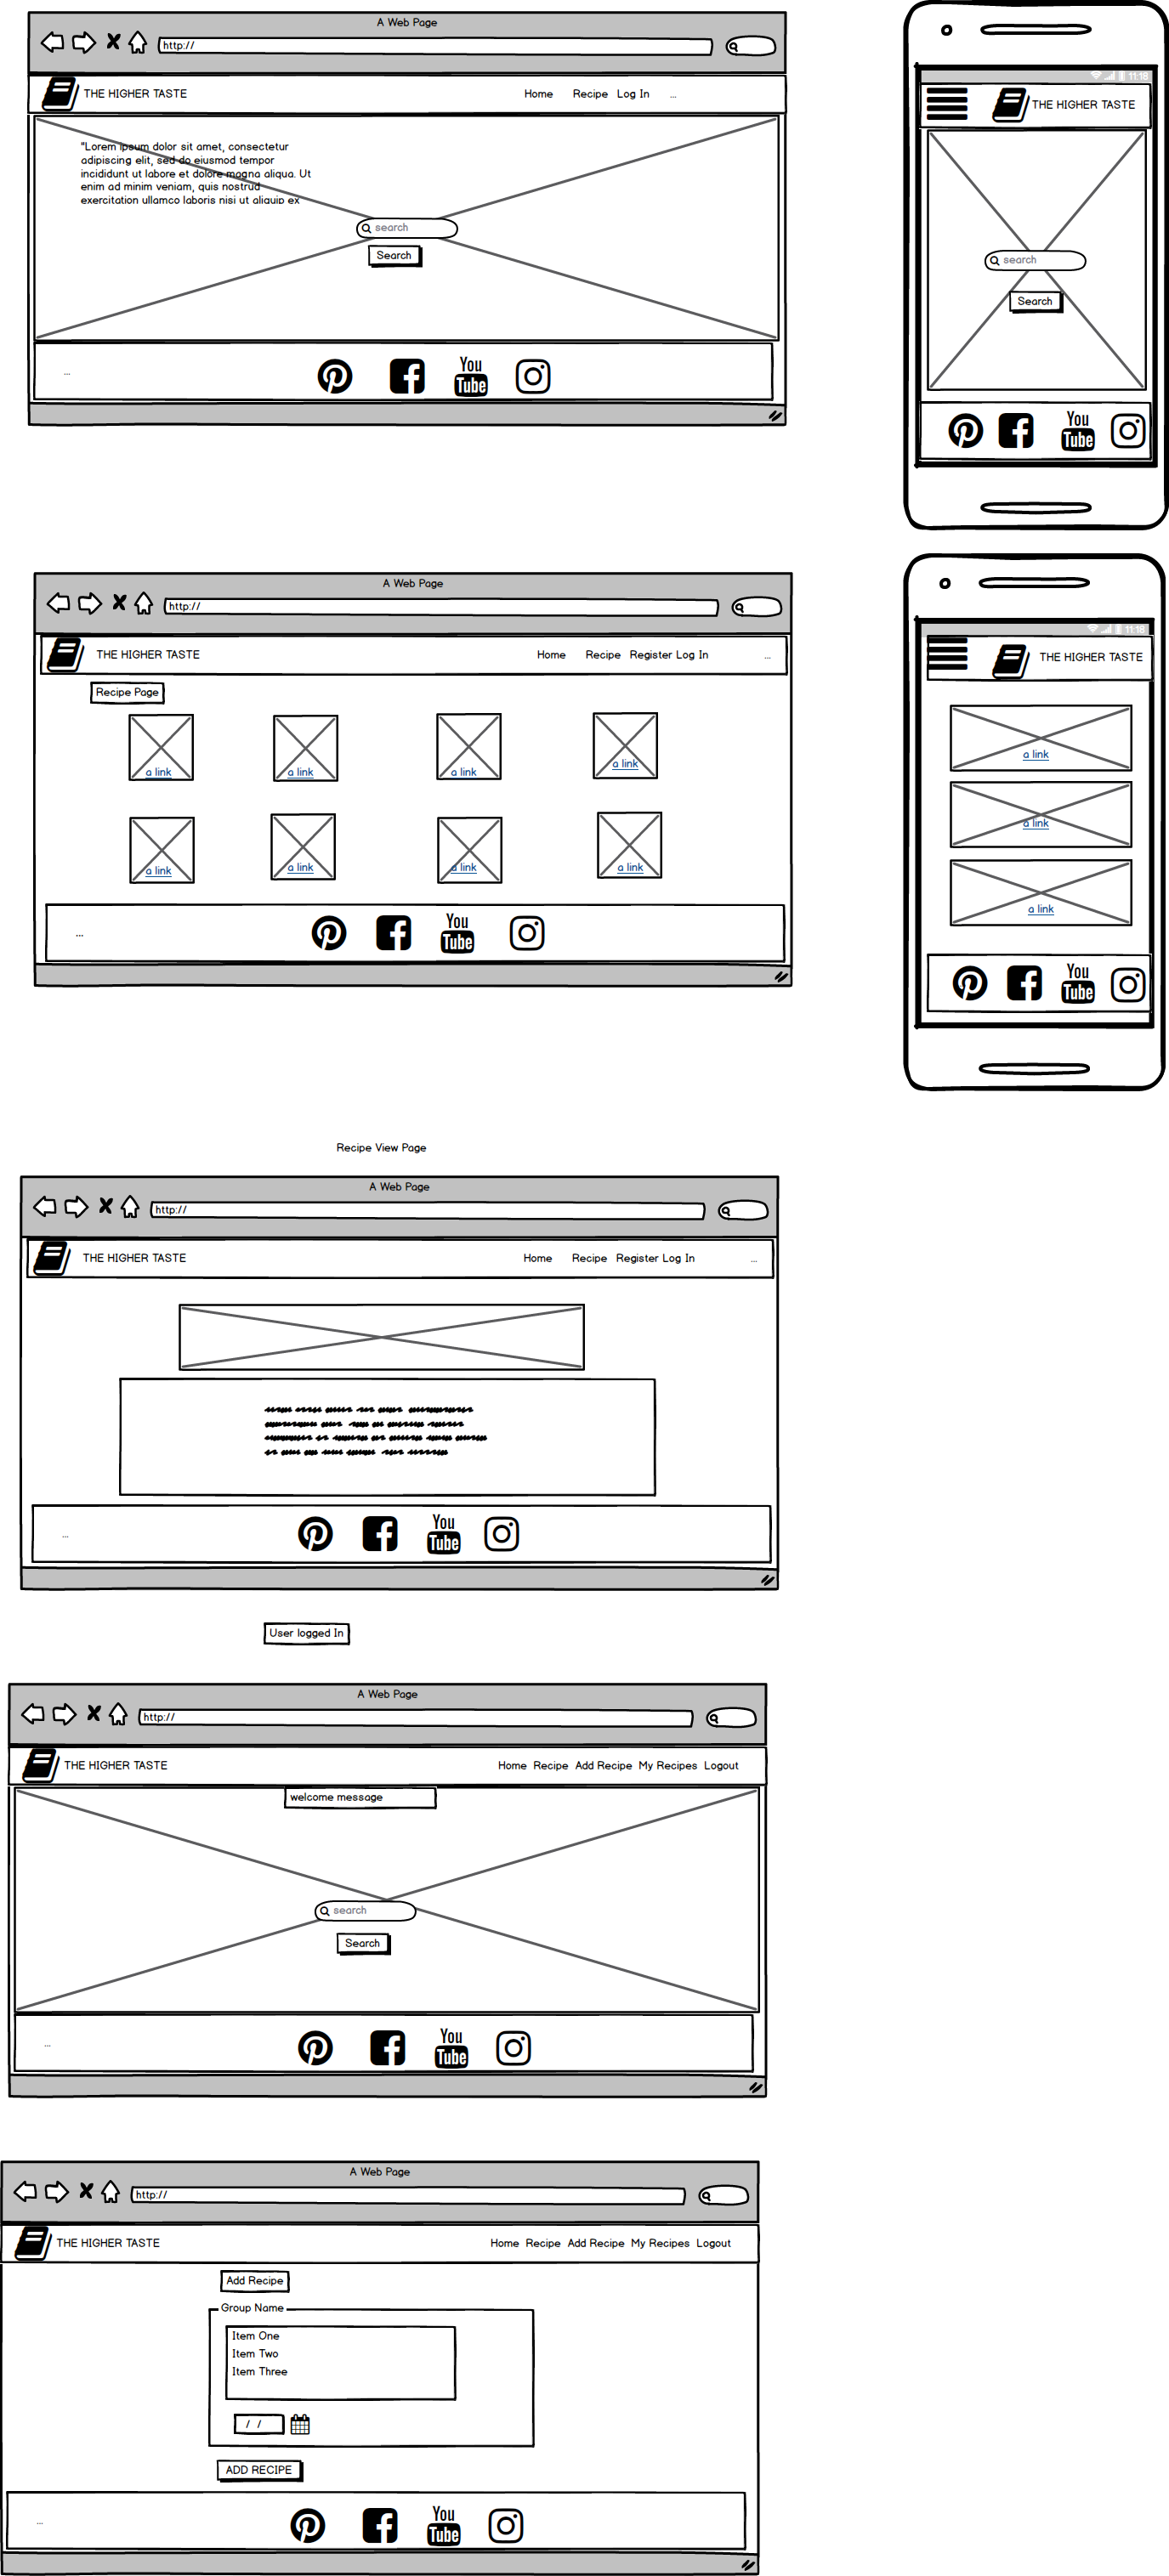 A Web Page
http://
THE HIGHER TASTE
Home Recipe Log In ...
"Lorem ipsum dolor sit amet, consectetur
adipiscing elit, sed do eiusmod tempor
incididunt ut labore et dolore magna aliqua. Ut
enim ad minim veniam, quis nostrud
exercitation ullamco laboris nisi ut aliquip ex
search
Search
...
You
Tube
11:18
THE HIGHER TASTE
search
Search
You
Tube
A Web Page
http://
THE HIGHER TASTE
Home Recipe Register Log In ...
Recipe Page
a link a link a link a link
a link a link a link a link
...
You
Tube
11:18
THE HIGHER TASTE
a link
a link
a link
You
Tube
Recipe View Page
A Web Page
http://
THE HIGHER TASTE
Home Recipe Register Log In ...
...
You
Tube
User logged In
A Web Page
http://
THE HIGHER TASTE
Home Recipe Add Recipe My Recipes Logout
welcome message
search
Search
...
You
Tube
A Web Page
http://
THE HIGHER TASTE
Home Recipe Add Recipe My Recipes Logout
Add Recipe
Group Name
Item One
Item Two
Item Three
/ /
ADD RECIPE
...
You
Tube